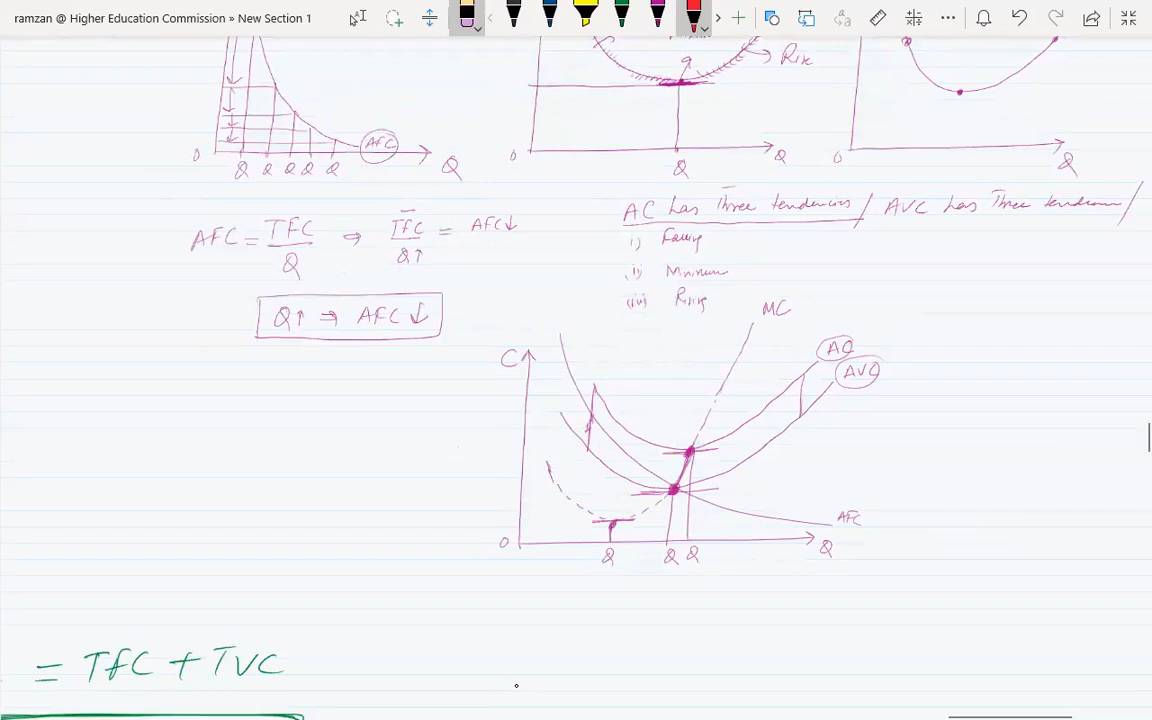 ramzan @ Higher Education Commission » New Section 1
Rise
AFC
0
Q Q Q Q Q
Q
0
Q
Q
0
Q
AFC = TFC / Q ⇒ TFC / Q↑ = AFC↓
Q↑ ⇒ AFC↓
AC has Three tendencies / AVC has Three tendencies /
i) Falling
(ii) Minimum
(iii) Rising
MC
C
AC
AVC
AFC
0
Q
Q Q
Q
= TFC + TVC